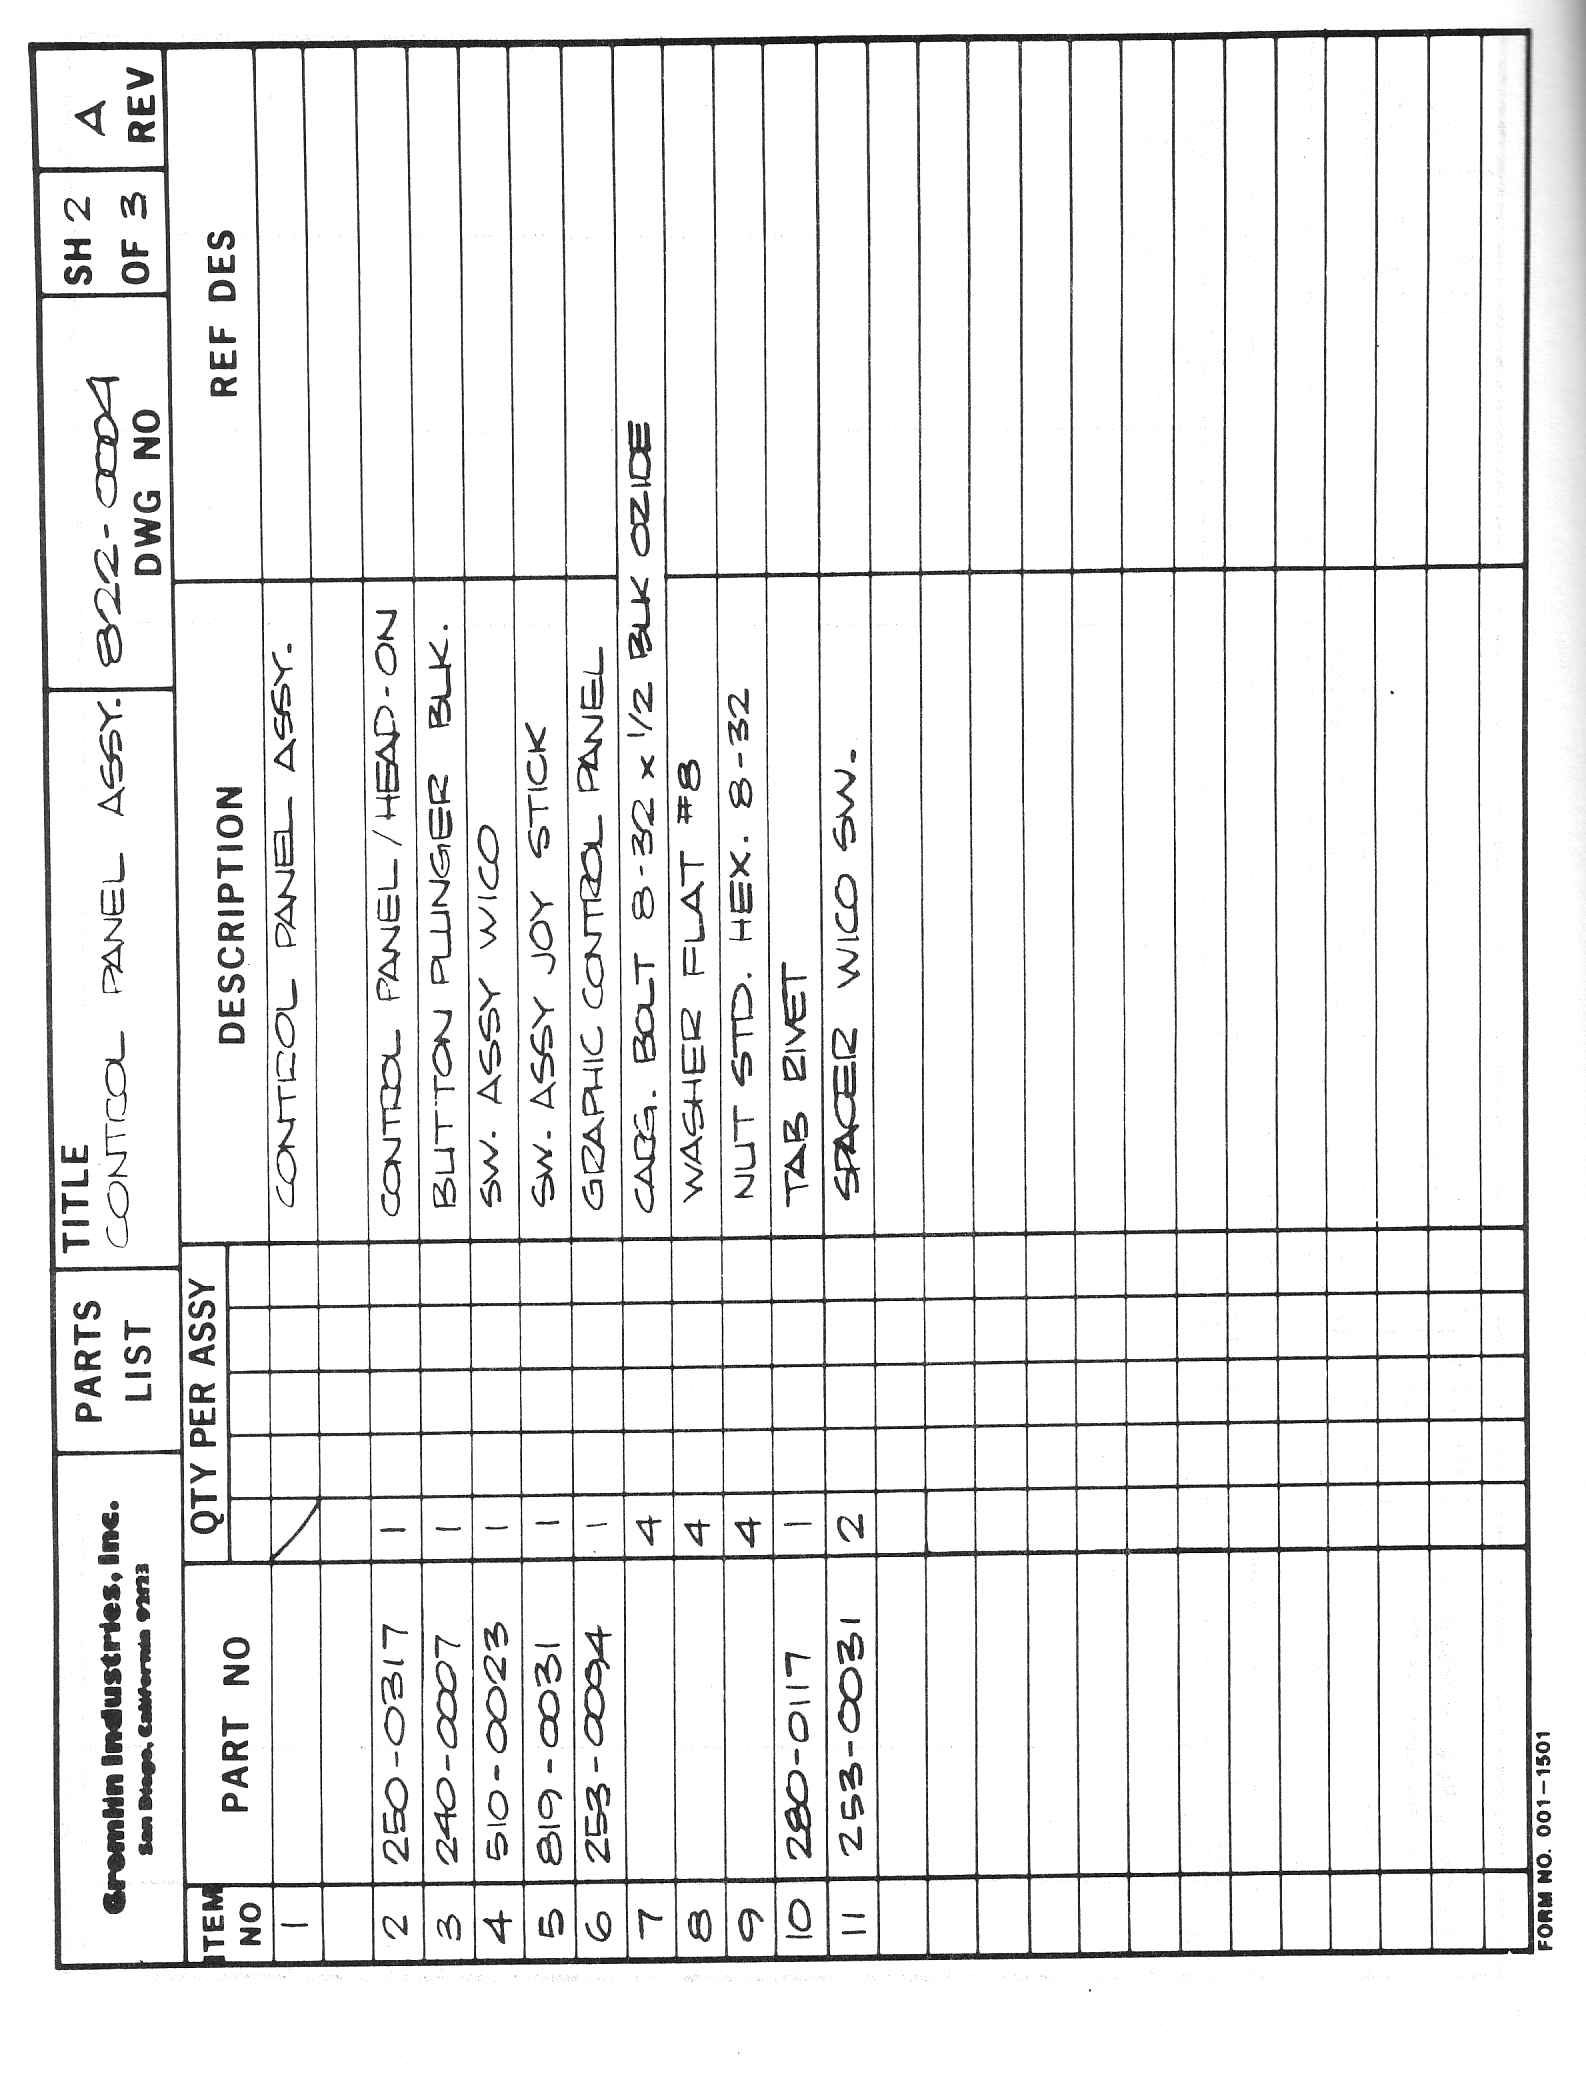 Gremlin Industries, Inc.
San Diego, California 92123
PARTS LIST
TITLE
CONTROL PANEL ASSY.
822-0004
DWG NO
SH 2
OF 3
A
REV
ITEM NO PART NO QTY PER ASSY DESCRIPTION REF DES
1 CONTROL PANEL ASSY.
2 250-0317 1 CONTROL PANEL/HEAD-ON
3 240-0007 1 BUTTON PLUNGER BLK.
4 510-0023 1 SW. ASSY WICO
5 819-0031 1 SW. ASSY JOY STICK
6 253-0094 1 GRAPHIC CONTROL PANEL
7 4 CARG. BOLT 8-32 x 1/2 BLK OZIDE
8 4 WASHER FLAT #8
9 4 NUT STD. HEX. 8-32
10 280-0117 1 TAB RIVET
11 253-0031 2 SPACER WICO SW.
FORM NO. 001-1501